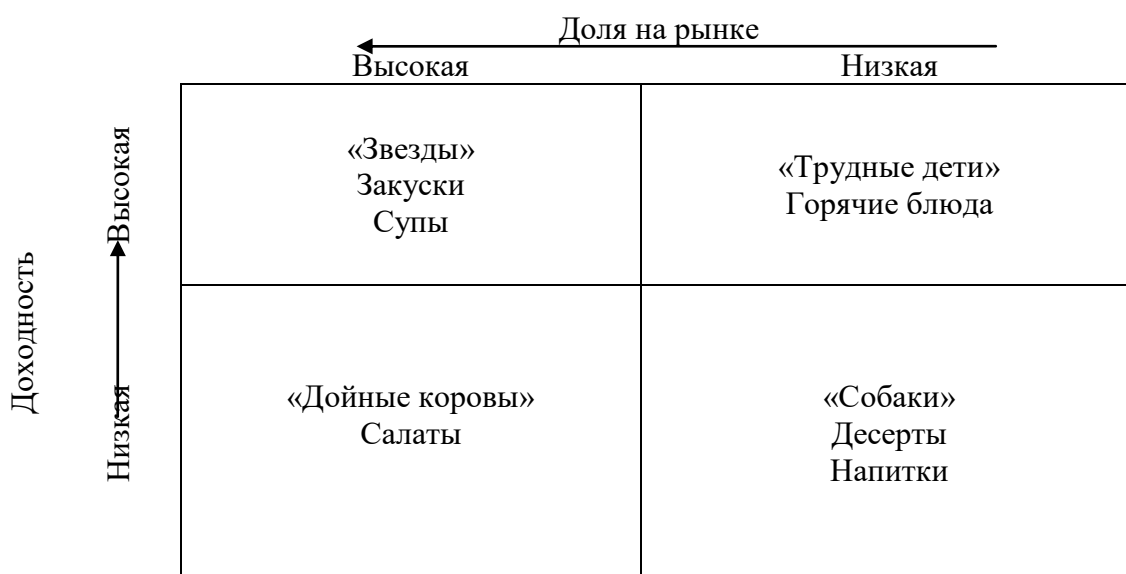 Доля на рынке
Высокая
Низкая
Доходность
Высокая
Низкая
«Звезды»
Закуски
Супы
«Трудные дети»
Горячие блюда
«Дойные коровы»
Салаты
«Собаки»
Десерты
Напитки